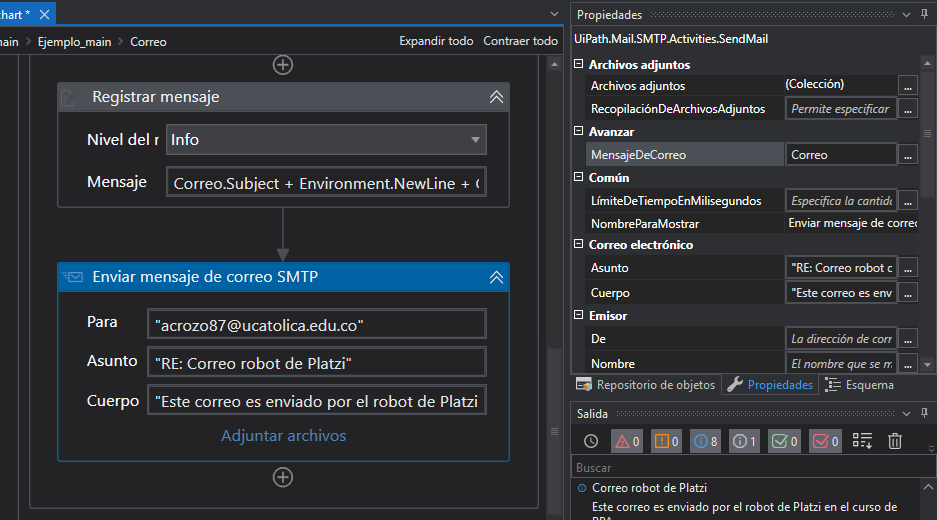 chart *
main > Ejemplo_main > Correo
Expandir todo Contraer todo
Registrar mensaje
Nivel del r Info
Mensaje Correo.Subject + Environment.NewLine +
Enviar mensaje de correo SMTP
Para "acrozo87@ucatolica.edu.co"
Asunto "RE: Correo robot de Platzi"
Cuerpo "Este correo es enviado por el robot de Platzi
Adjuntar archivos
Propiedades
UiPath.Mail.SMTP.Activities.SendMail
Archivos adjuntos
Archivos adjuntos (Colección) ...
RecopilaciónDeArchivosAdjuntos Permite especificar ...
Avanzar
MensajeDeCorreo Correo ...
Común
LímiteDeTiempoEnMilisegundos Especifica la cantida ...
NombreParaMostrar Enviar mensaje de correo
Correo electrónico
Asunto "RE: Correo robot d ...
Cuerpo "Este correo es env ...
Emisor
De La dirección de corr ...
Nombre El nombre que se m ...
Repositorio de objetos Propiedades Esquema
Salida
0 0 8 1 0 0
Buscar
Correo robot de Platzi
Este correo es enviado por el robot de Platzi en el curso de
RPA